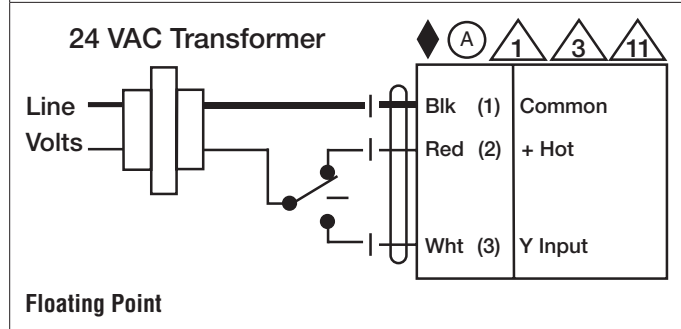 24 VAC Transformer
A 1 3 11
Line
Volts
Blk (1) Common
Red (2) + Hot
Wht (3) Y Input
Floating Point